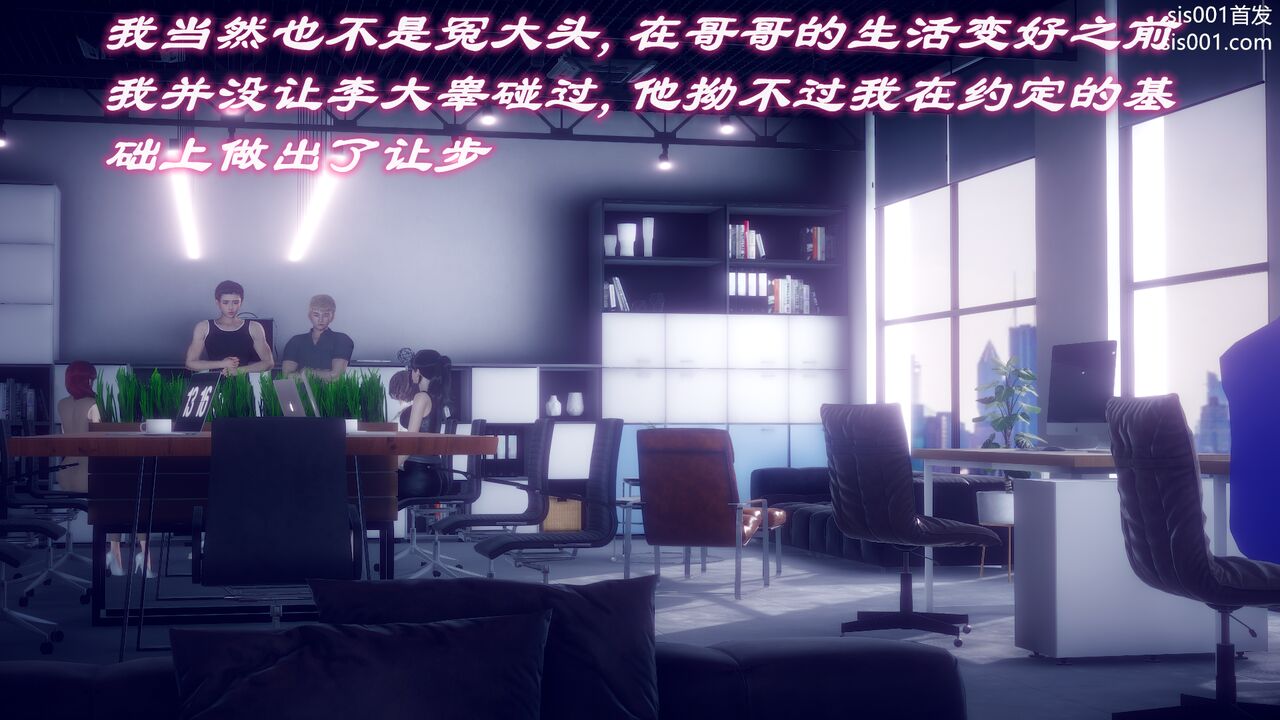 sis001首发
sis001.com
我当然也不是冤大头,在哥哥的生活变好之前
我并没让李大睾碰过,他拗不过我在约定的基
础上做出了让步
13 15